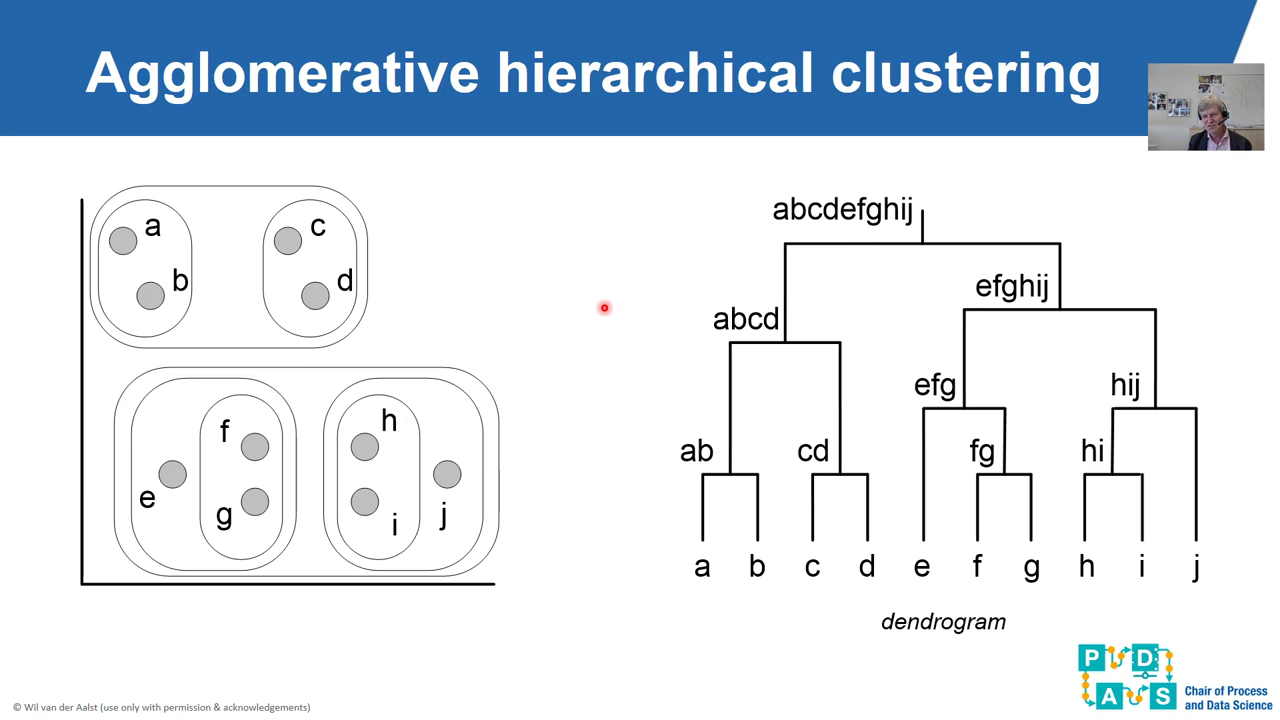 Agglomerative hierarchical clustering
a
b
c
d
f
e
g
h
i
j
abcdefghij
efghij
abcd
efg
hij
ab
cd
fg
hi
a b c d e f g h i j
dendrogram
P D
A S
Chair of Process
and Data Science
© Wil van der Aalst (use only with permission & acknowledgements)